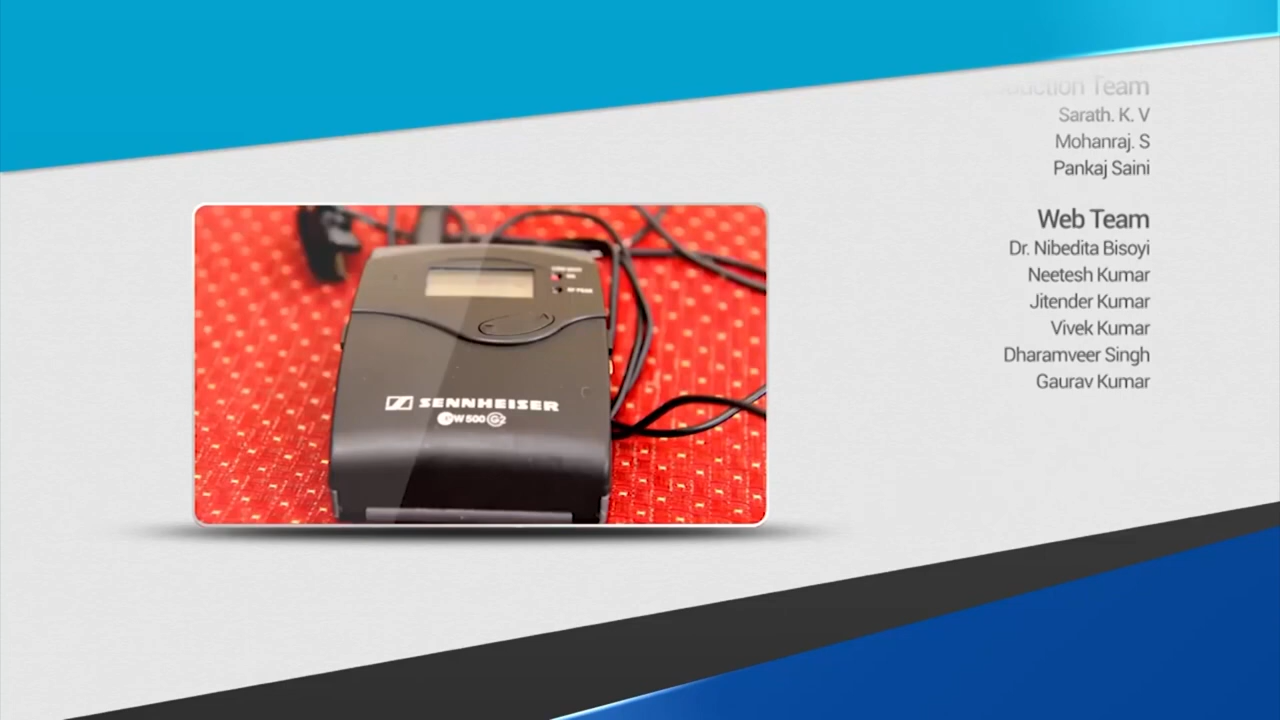 Team
Sarath. K. V
Mohanraj. S
Pankaj Saini
Web Team
Dr. Nibedita Bisoyi
Neetesh Kumar
Jitender Kumar
Vivek Kumar
Dharamveer Singh
Gaurav Kumar
SENNHEISER
ew 500 G2